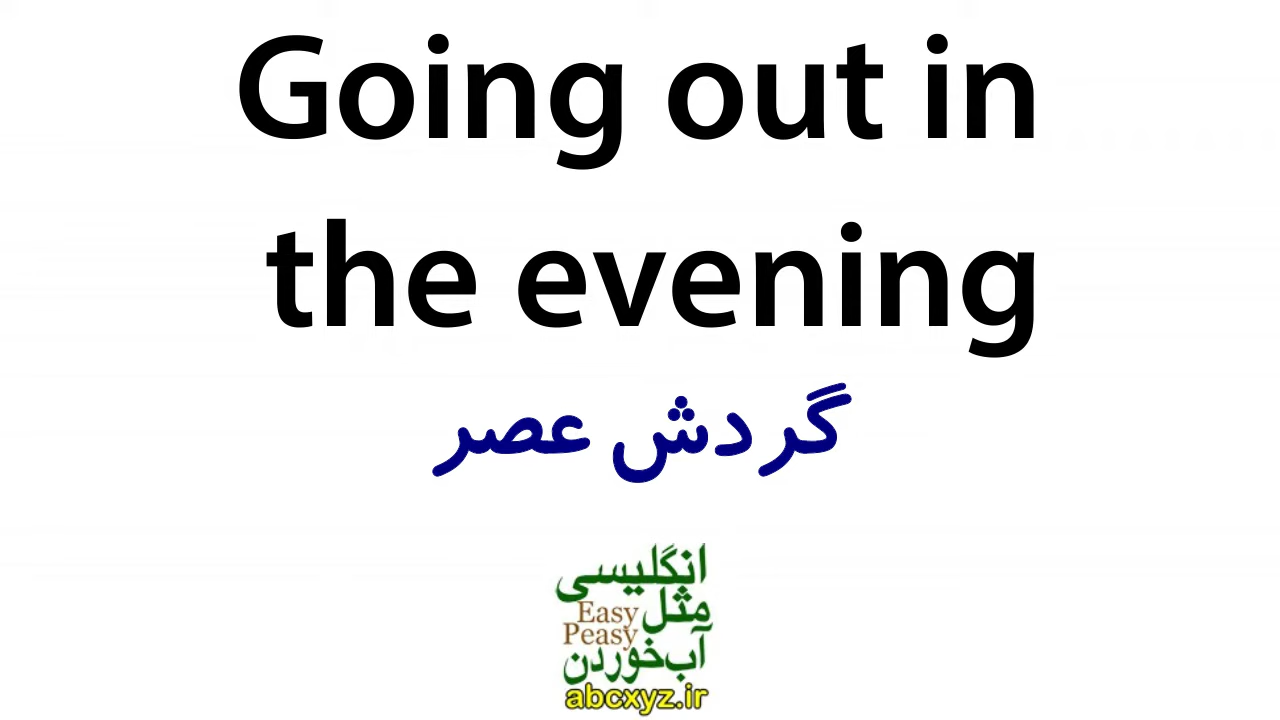 Going out in
the evening
گردش عصر
انگلیسی
مثل
Easy
Peasy
آب‌خوردن
abcxyz.ir